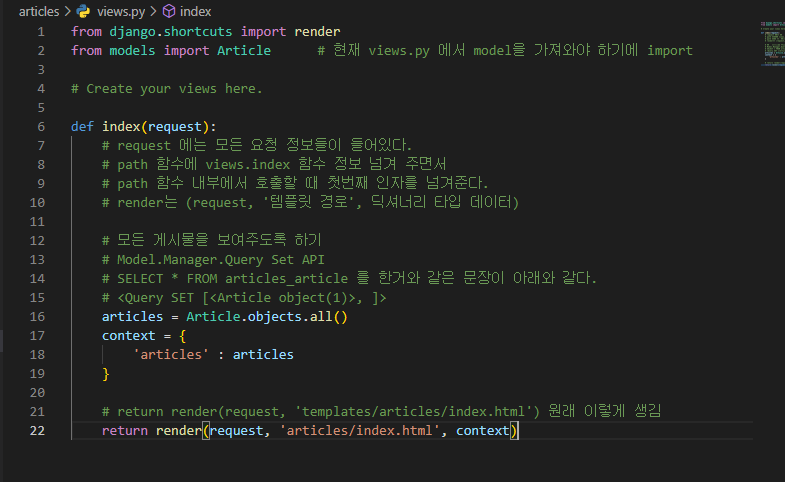 articles > views.py > index
1 from django.shortcuts import render
2 from models import Article      # 현재 views.py 에서 model을 가져와야 하기에 import
3
4 # Create your views here.
5
6 def index(request):
7     # request 에는 모든 요청 정보들이 들어있다.
8     # path 함수에 views.index 함수 정보 넘겨 주면서
9     # path 함수 내부에서 호출할 때 첫번째 인자를 넘겨준다.
10     # render는 (request, '템플릿 경로', 딕셔너리 타입 데이터)
11
12     # 모든 게시물을 보여주도록 하기
13     # Model.Manager.Query Set API
14     # SELECT * FROM articles_article 를 한거와 같은 문장이 아래와 같다.
15     # <Query SET [<Article object(1)>, ]>
16     articles = Article.objects.all()
17     context = {
18         'articles' : articles
19     }
20
21     # return render(request, 'templates/articles/index.html') 원래 이렇게 생김
22     return render(request, 'articles/index.html', context)